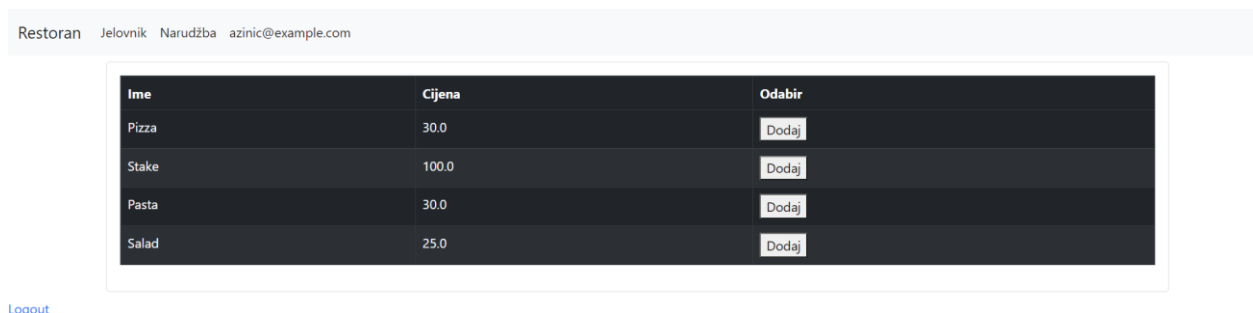 Restoran Jelovnik Narudžba azinic@example.com
Ime Cijena Odabir
Pizza 30.0 Dodaj
Stake 100.0 Dodaj
Pasta 30.0 Dodaj
Salad 25.0 Dodaj
Logout